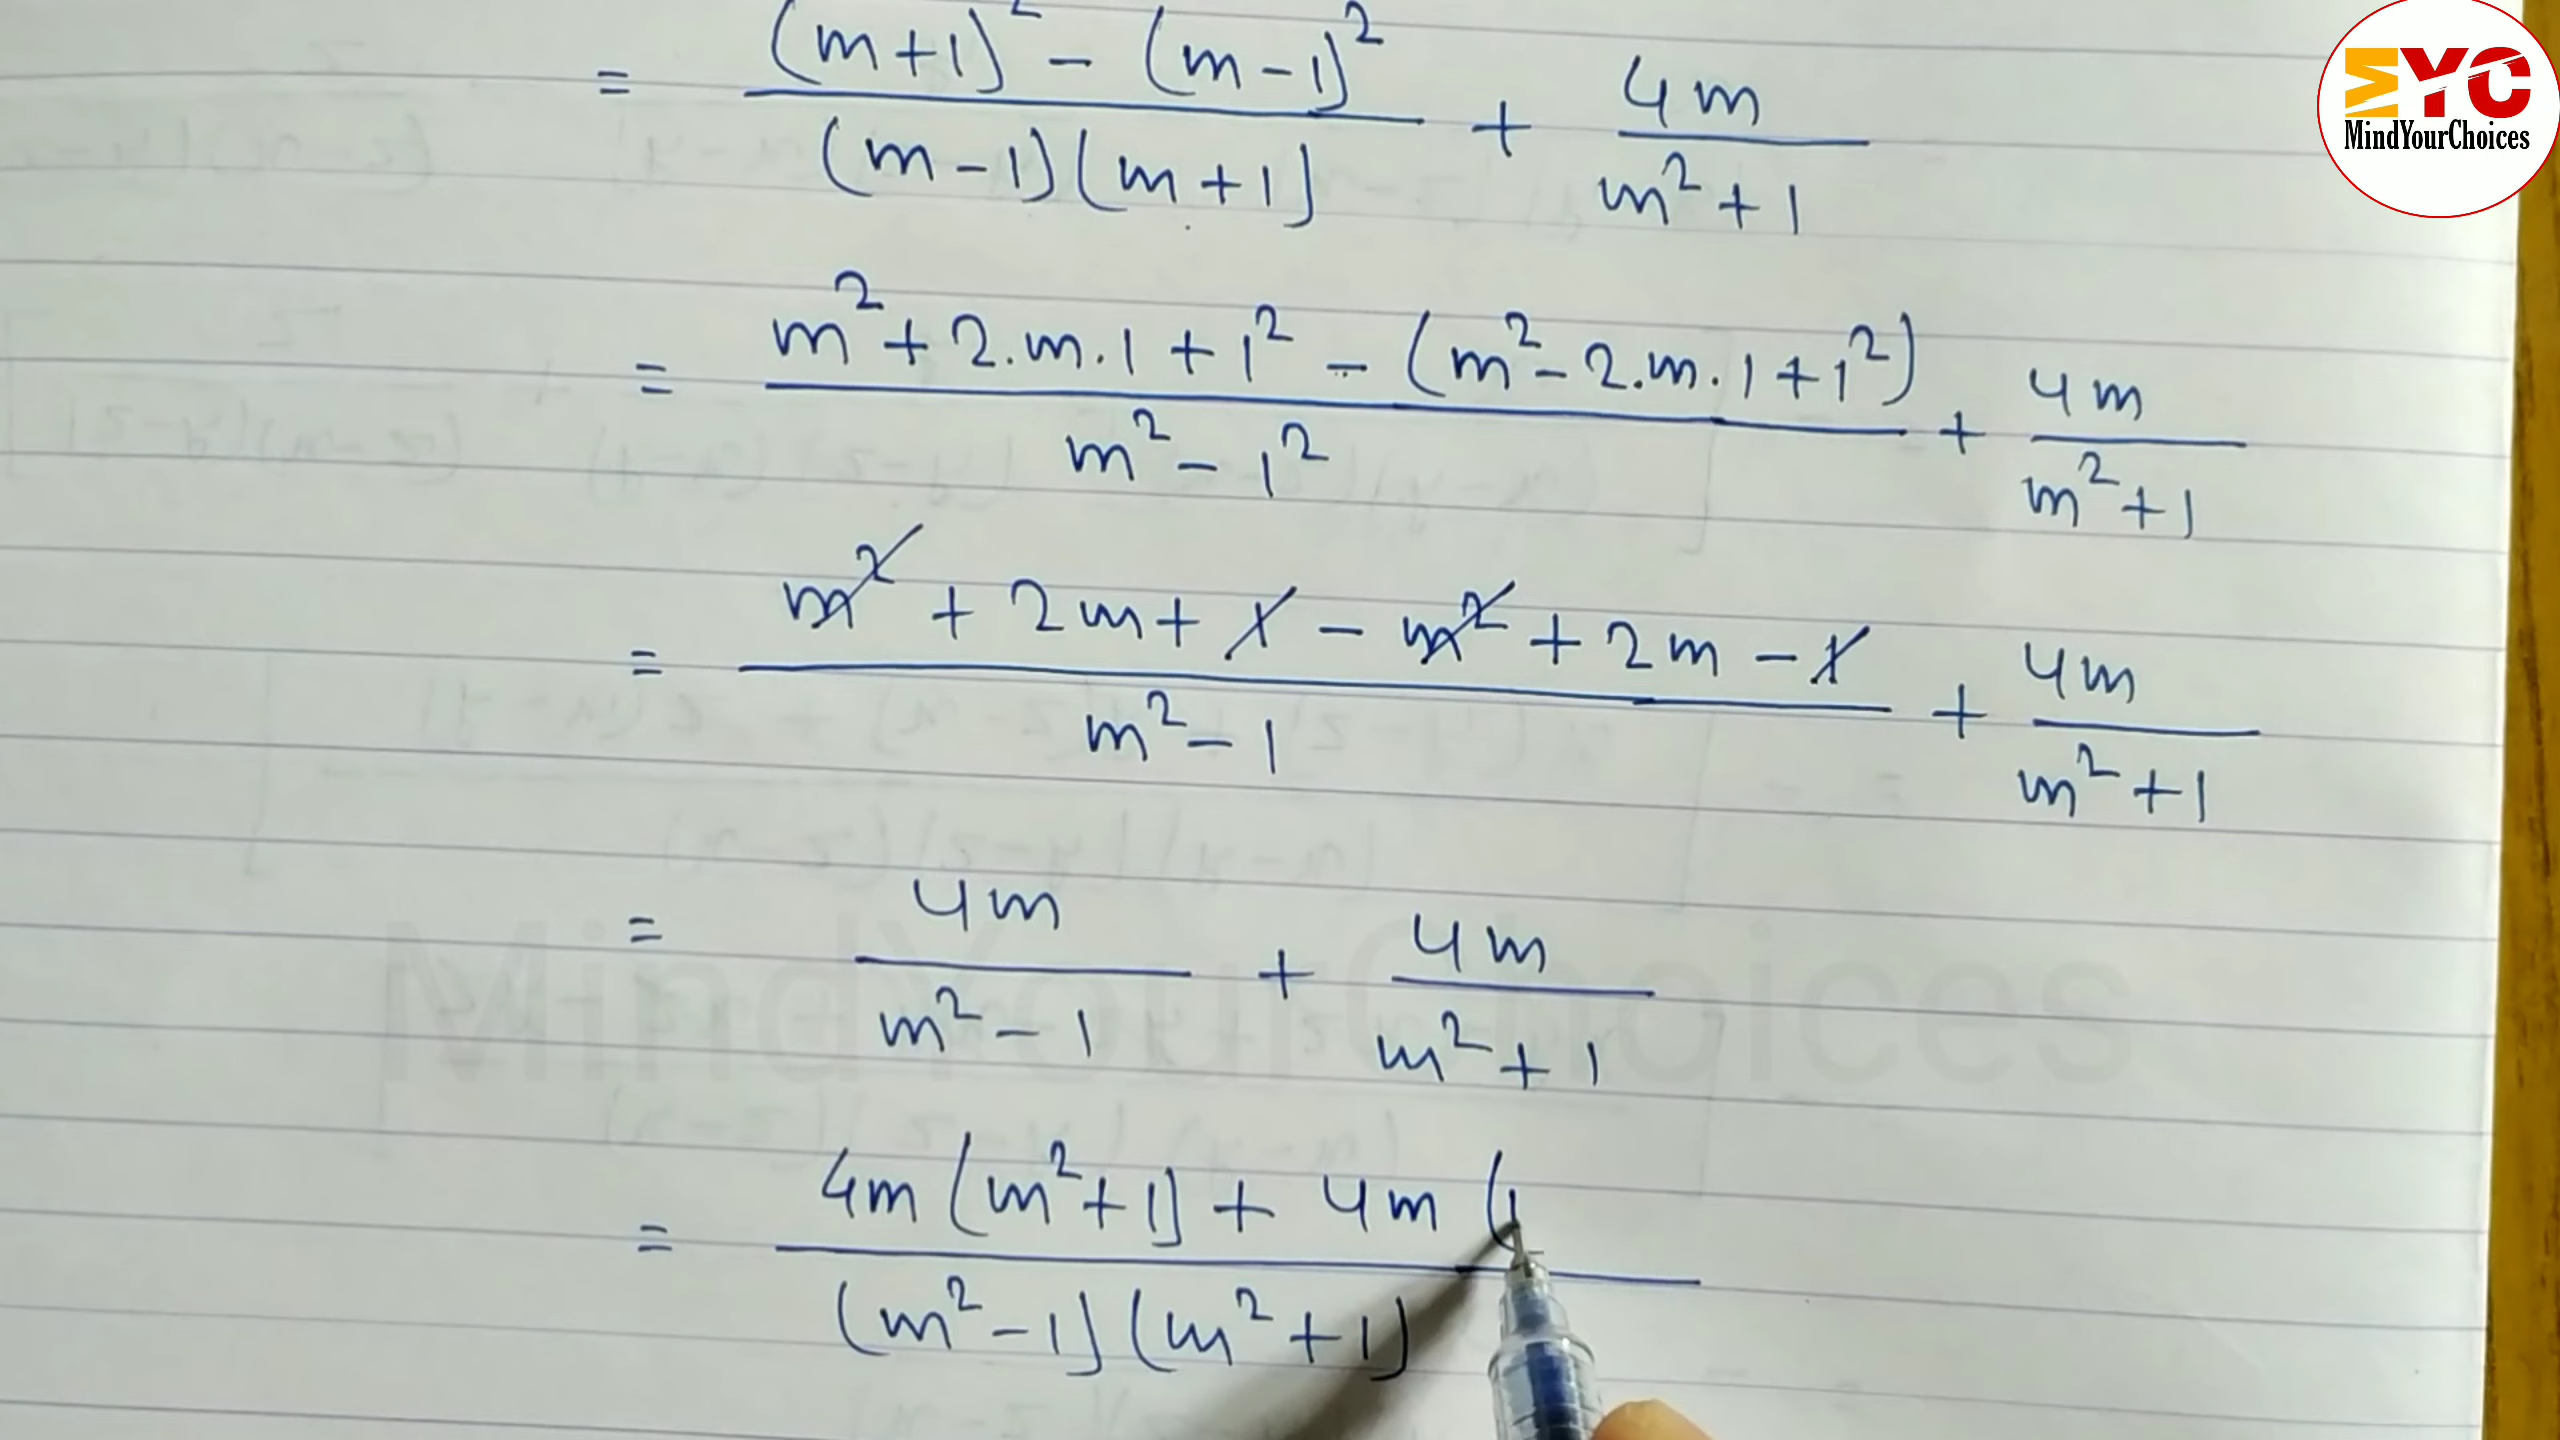 MYC
MindYourChoices
= (m+1)² - (m-1)² / (m-1)(m+1) + 4m / m²+1
= m²+2.m.1+1² - (m²-2.m.1+1²) / m²-1² + 4m / m²+1
= m²+2m+1-m²+2m-1 / m²-1 + 4m / m²+1
= 4m / m²-1 + 4m / m²+1
MindYourChoices
= 4m(m²+1)+4m( / (m²-1)(m²+1)